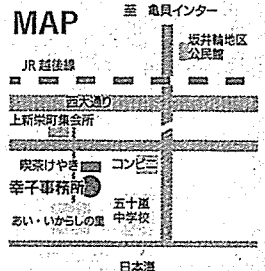 MAP
至 亀貝インター
坂井輪地区
公民館
JR越後線
西大通り
上新栄町集会所
喫茶けやき
コンビニ
幸子事務所
五十嵐
中学校
あい・いからしの里
日本海